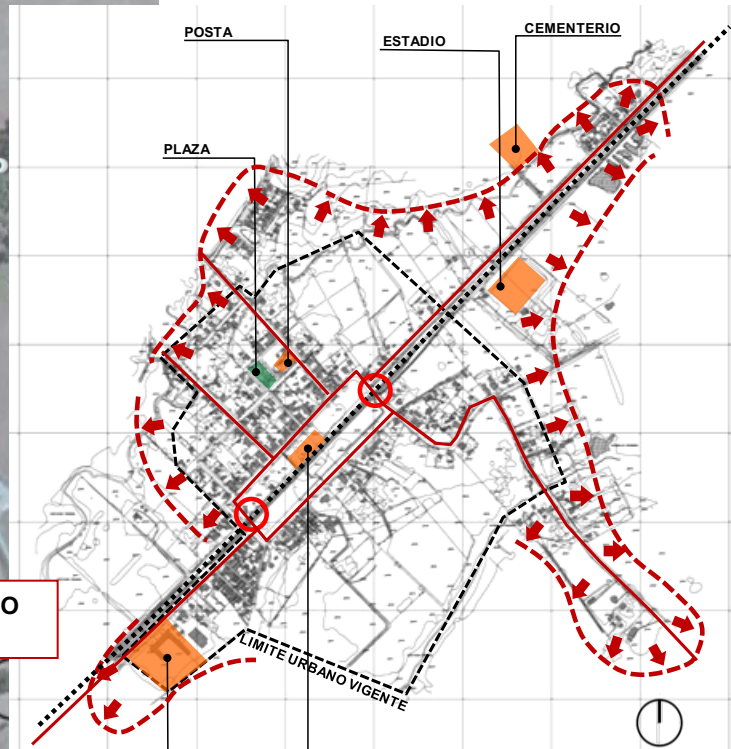 POSTA
ESTADIO
CEMENTERIO
PLAZA
O
LIMITE URBANO VIGENTE